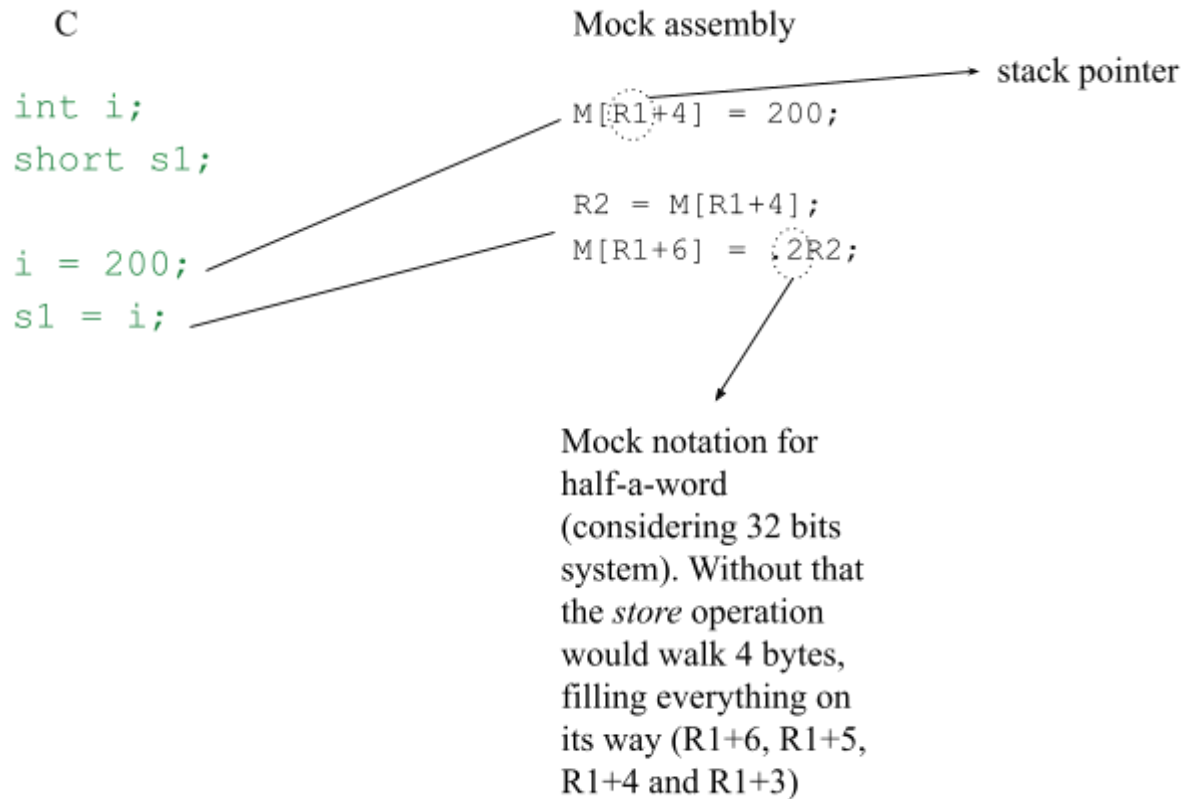 C
Mock assembly
stack pointer
int i;
short s1;
i = 200;
s1 = i;
M[R1+4] = 200;
R2 = M[R1+4];
M[R1+6] = .2R2;
Mock notation for
half-a-word
(considering 32 bits
system). Without that
the store operation
would walk 4 bytes,
filling everything on
its way (R1+6, R1+5,
R1+4 and R1+3)